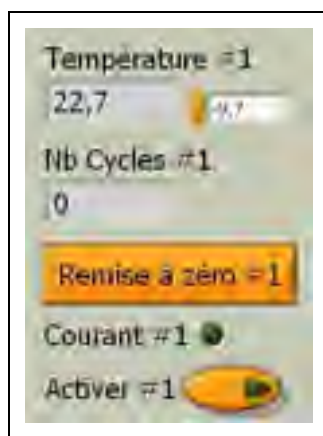 Température #1
22,7
Nb Cycles #1
0
Remise à zéro #1
Courant #1
Activer #1